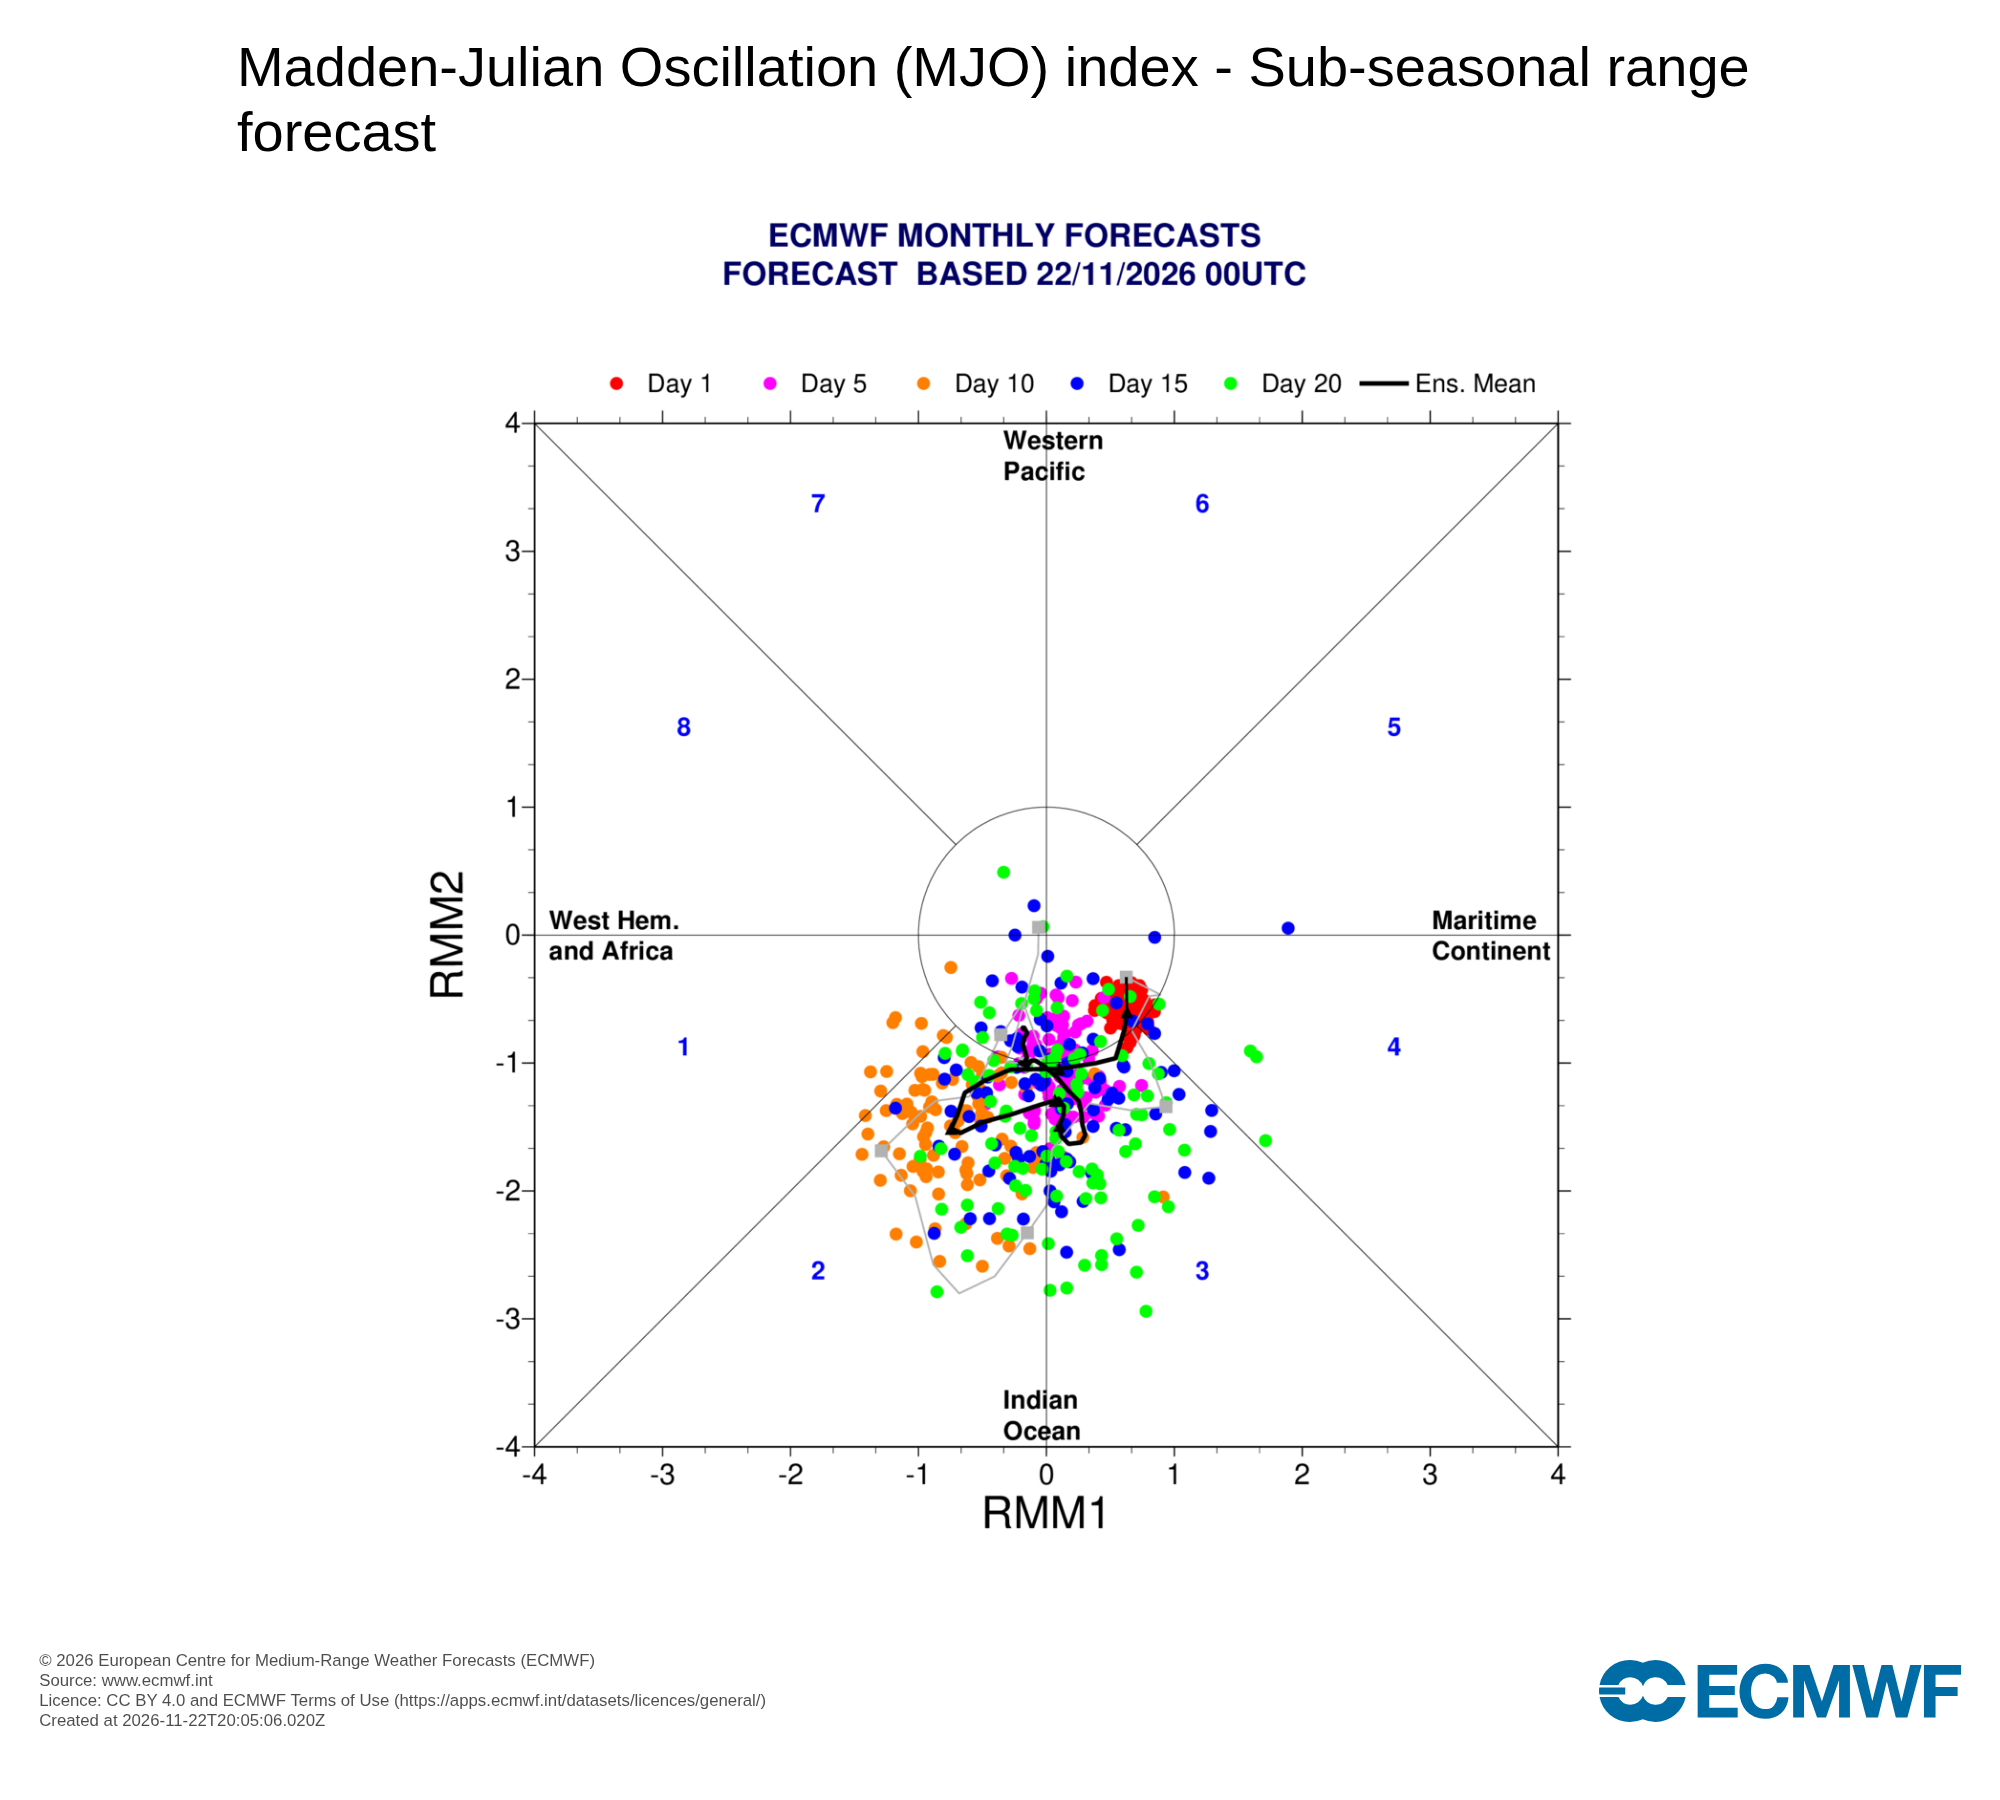 Madden-Julian Oscillation (MJO) index - Sub-seasonal range
forecast
ECMWF MONTHLY FORECASTS
FORECAST BASED 22/11/2026 00UTC
Day 1 Day 5 Day 10 Day 15 Day 20 Ens. Mean
4
Western
Pacific
7 6
3
2
8 5
1
RMM2
0
West Hem.
and Africa
Maritime
Continent
1 4
-1
-2
2 3
-3
Indian
Ocean
-4
-4 -3 -2 -1 0 1 2 3 4
RMM1
© 2026 European Centre for Medium-Range Weather Forecasts (ECMWF)
Source: www.ecmwf.int
Licence: CC BY 4.0 and ECMWF Terms of Use (https://apps.ecmwf.int/datasets/licences/general/)
Created at 2026-11-22T20:05:06.020Z
ECMWF